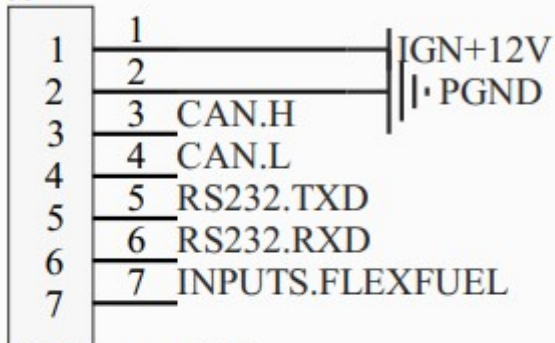 1 1 IGN+12V
2 2 PGND
3 3 CAN.H
4 4 CAN.L
5 5 RS232.TXD
6 6 RS232.RXD
7 7 INPUTS.FLEXFUEL